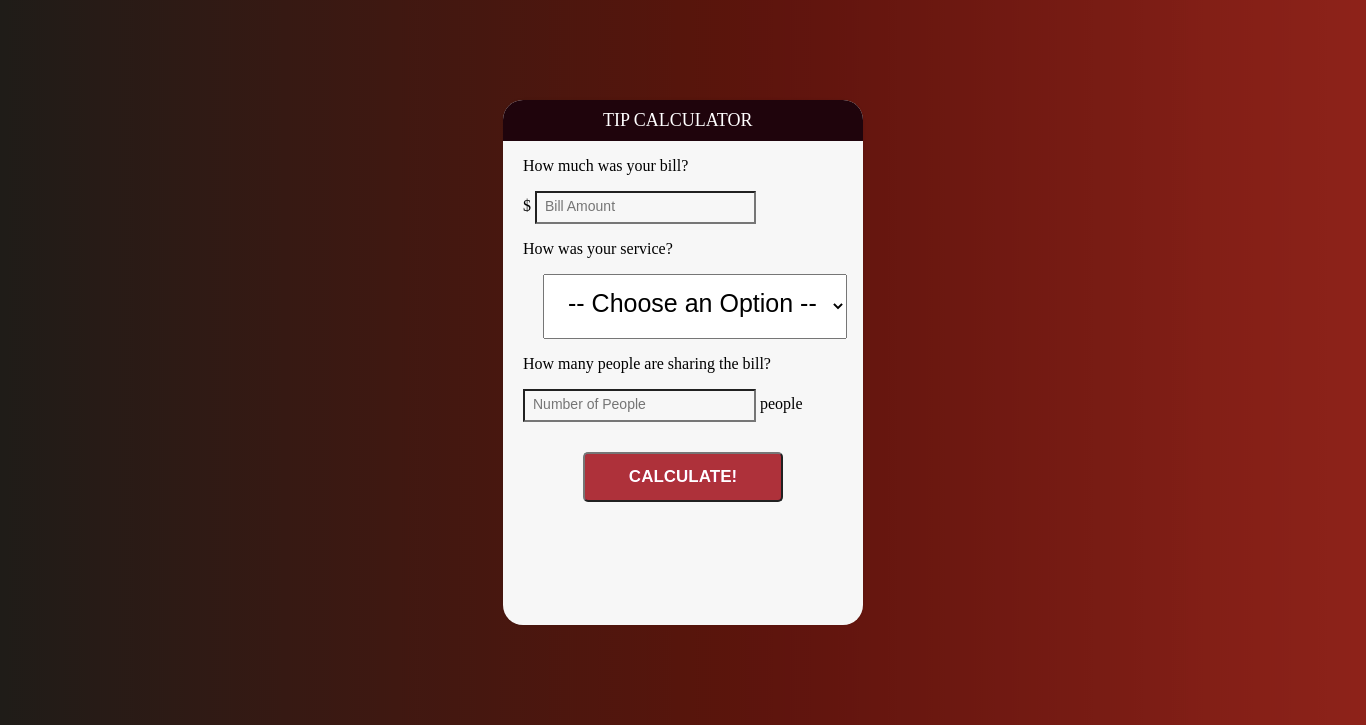 TIP CALCULATOR
How much was your bill?
$ Bill Amount
How was your service?
-- Choose an Option --
How many people are sharing the bill?
Number of People people
CALCULATE!